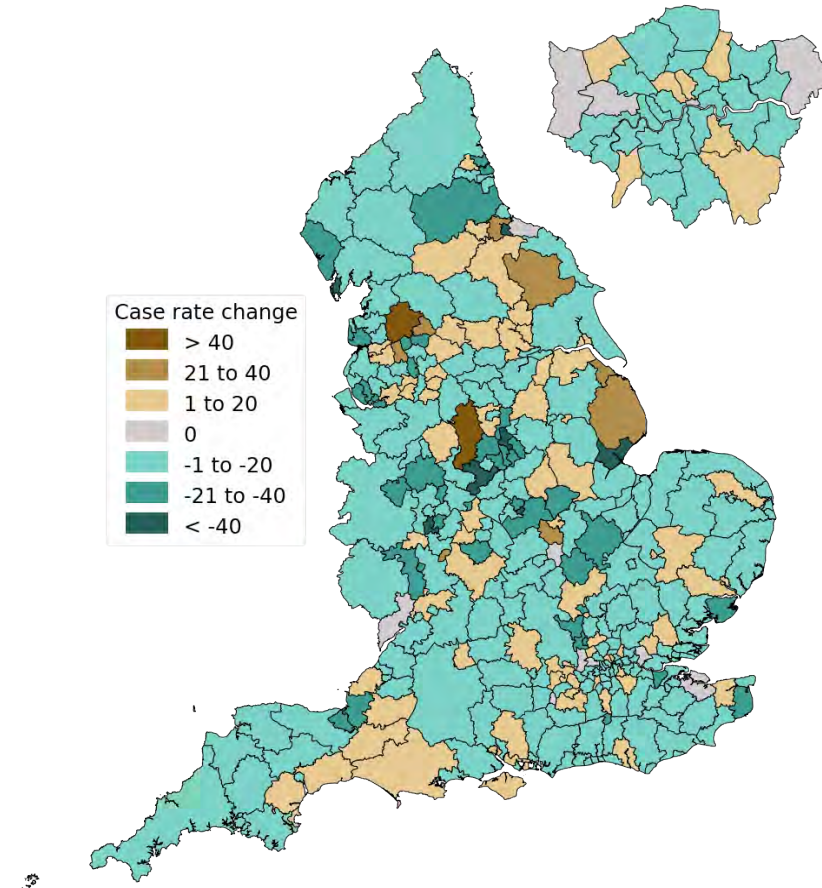 Case rate change
> 40
21 to 40
1 to 20
0
-1 to -20
-21 to -40
< -40